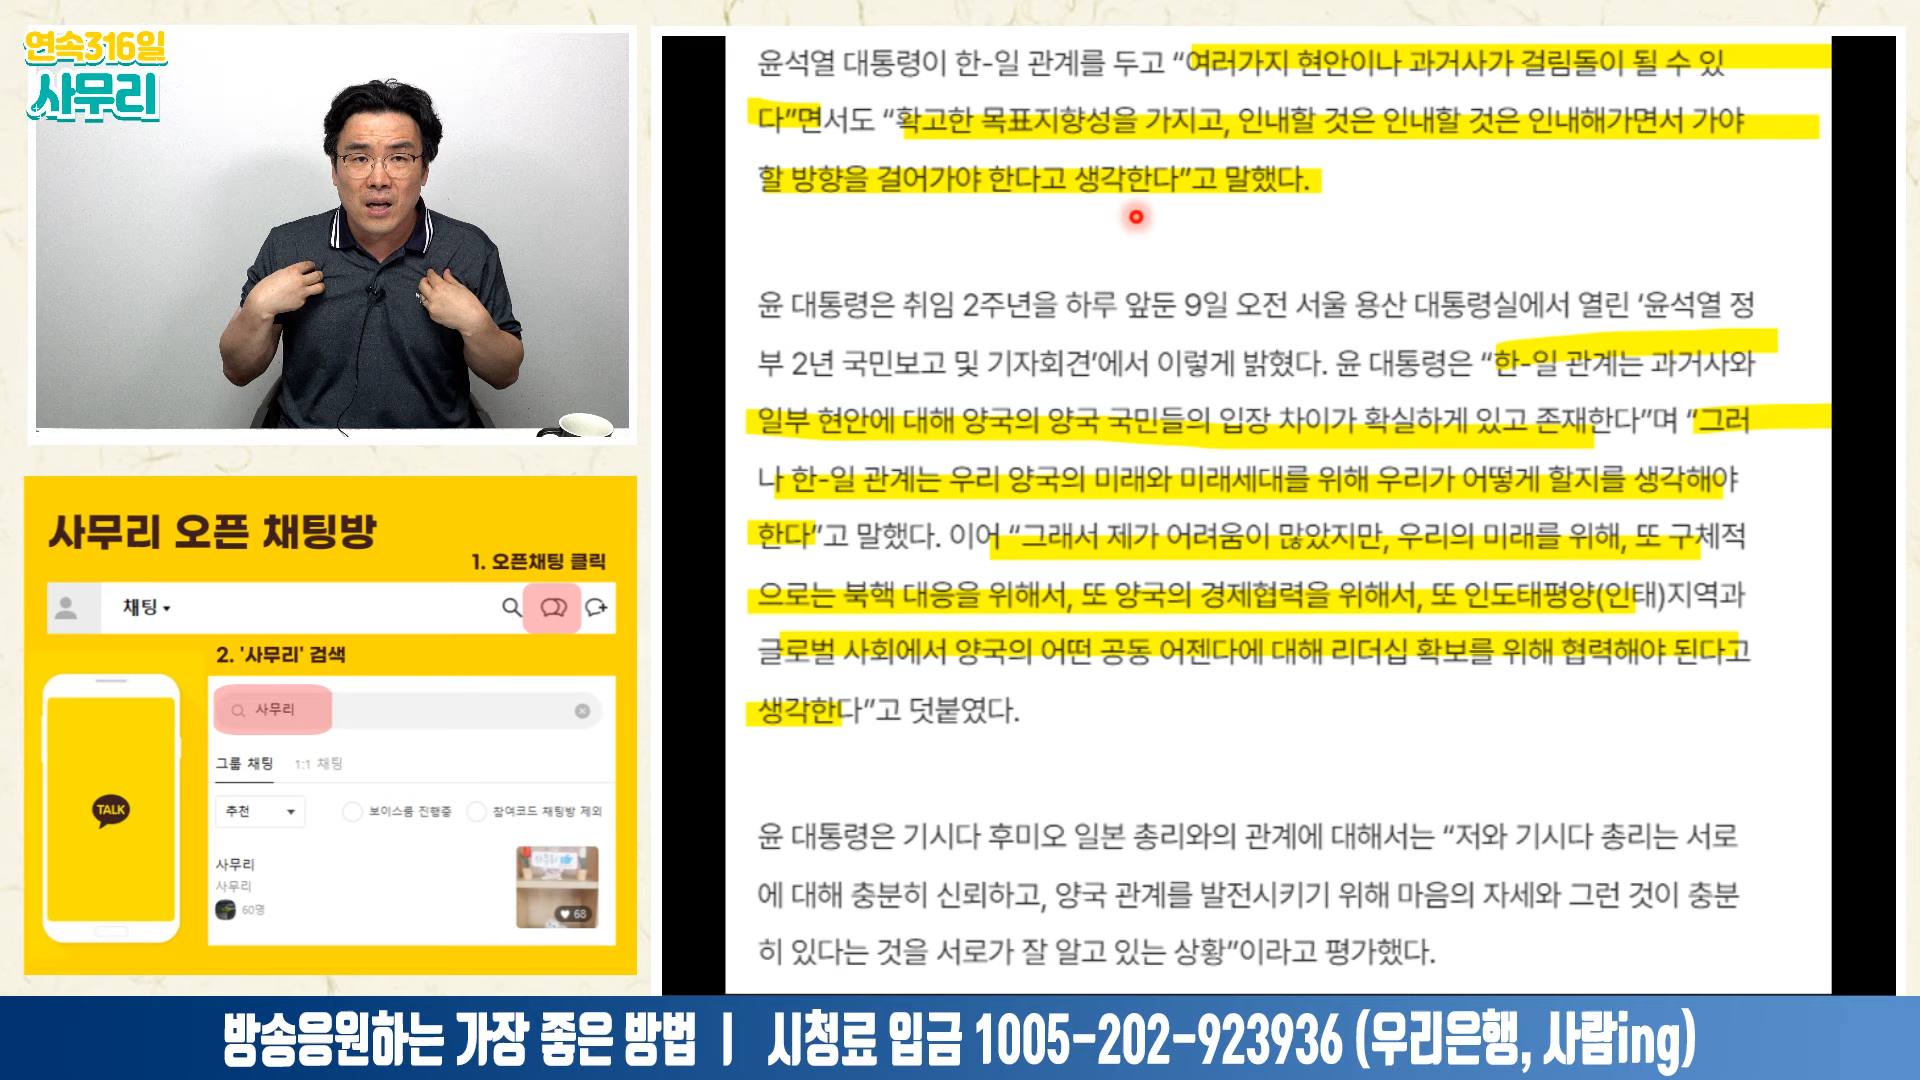 연속316일
사무리
윤석열 대통령이 한-일 관계를 두고 “여러가지 현안이나 과거사가 걸림돌이 될 수 있
다”면서도 “확고한 목표지향성을 가지고, 인내할 것은 인내할 것은 인내해가면서 가야
할 방향을 걸어가야 한다고 생각한다”고 말했다.
윤 대통령은 취임 2주년을 하루 앞둔 9일 오전 서울 용산 대통령실에서 열린 ‘윤석열 정
부 2년 국민보고 및 기자회견’에서 이렇게 밝혔다. 윤 대통령은 “한-일 관계는 과거사와
일부 현안에 대해 양국의 양국 국민들의 입장 차이가 확실하게 있고 존재한다”며 “그러
나 한-일 관계는 우리 양국의 미래와 미래세대를 위해 우리가 어떻게 할지를 생각해야
한다”고 말했다. 이어 “그래서 제가 어려움이 많았지만, 우리의 미래를 위해, 또 구체적
으로는 북핵 대응을 위해서, 또 양국의 경제협력을 위해서, 또 인도태평양(인태)지역과
글로벌 사회에서 양국의 어떤 공동 어젠다에 대해 리더십 확보를 위해 협력해야 된다고
생각한다”고 덧붙였다.
윤 대통령은 기시다 후미오 일본 총리와의 관계에 대해서는 “저와 기시다 총리는 서로
에 대해 충분히 신뢰하고, 양국 관계를 발전시키기 위해 마음의 자세와 그런 것이 충분
히 있다는 것을 서로가 잘 알고 있는 상황”이라고 평가했다.
사무리 오픈 채팅방
1. 오픈채팅 클릭
채팅
2. '사무리' 검색
사무리
그룹 채팅 1:1 채팅
추천 보이스룸 진행중 참여코드 채팅방 제외
TALK
사무리
사무리
60명
68
방송응원하는 가장 좋은 방법 | 시청료 입금 1005-202-923936 (우리은행, 사람ing)